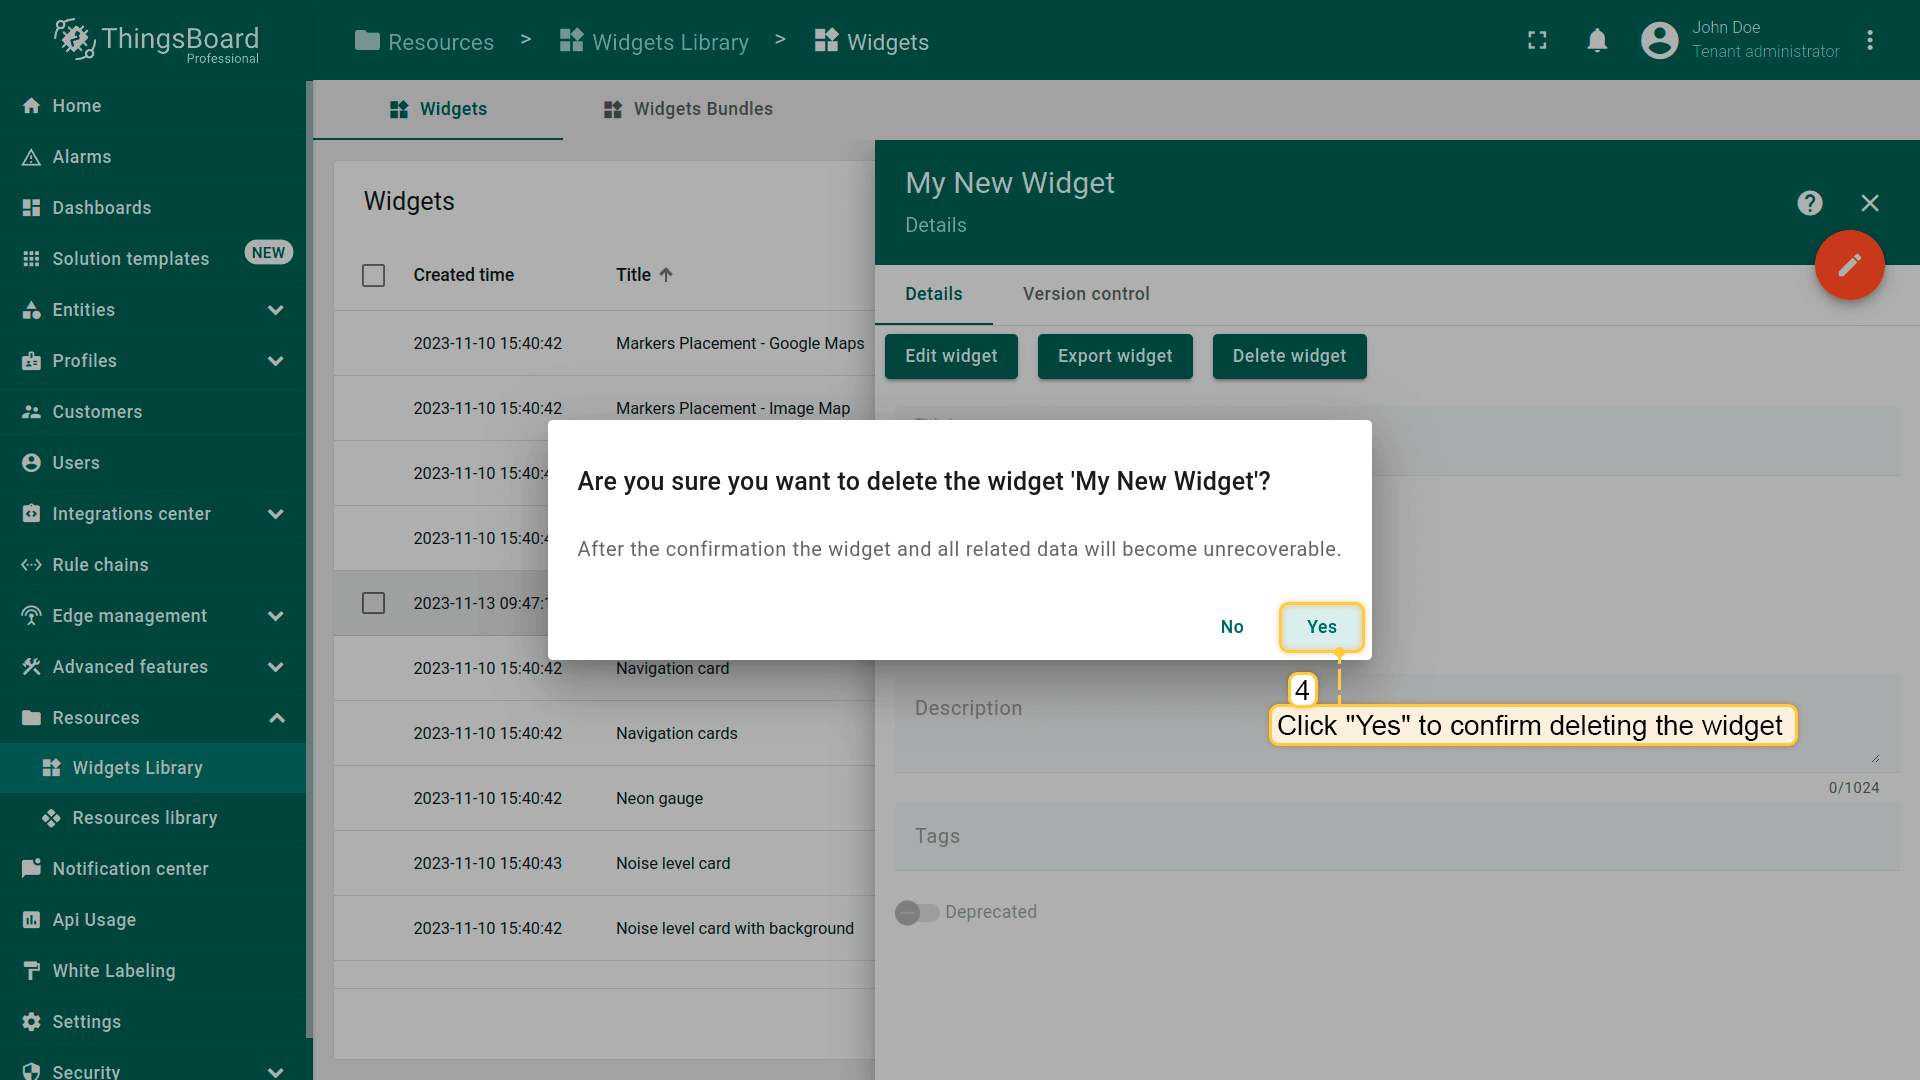 ThingsBoard
Professional
Resources > Widgets Library > Widgets
John Doe
Tenant administrator
Home
Alarms
Dashboards
Solution templates NEW
Entities
Profiles
Customers
Users
Integrations center
Rule chains
Edge management
Advanced features
Resources
Widgets Library
Resources library
Notification center
Api Usage
White Labeling
Settings
Security
Widgets Widgets Bundles
Widgets
Created time Title
2023-11-10 15:40:42 Markers Placement - Google Maps
2023-11-10 15:40:42 Markers Placement - Image Map
2023-11-10 15:40:4
2023-11-10 15:40:4
2023-11-13 09:47:1
2023-11-10 15:40:42 Navigation card
2023-11-10 15:40:42 Navigation cards
2023-11-10 15:40:42 Neon gauge
2023-11-10 15:40:43 Noise level card
2023-11-10 15:40:42 Noise level card with background
My New Widget
Details
Details Version control
Edit widget Export widget Delete widget
Are you sure you want to delete the widget 'My New Widget'?
After the confirmation the widget and all related data will become unrecoverable.
No Yes
4
Click "Yes" to confirm deleting the widget
Description
0/1024
Tags
Deprecated